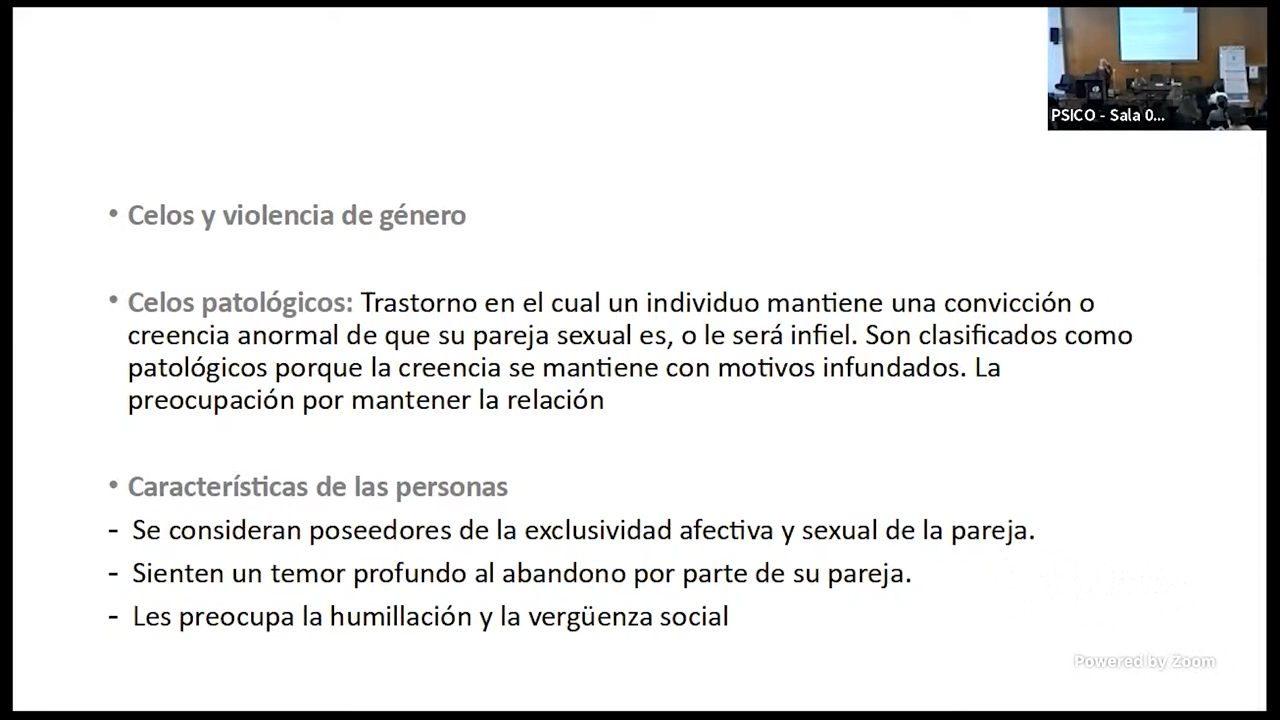 PSICO - Sala 0...
• Celos y violencia de género
• Celos patológicos: Trastorno en el cual un individuo mantiene una convicción o
creencia anormal de que su pareja sexual es, o le será infiel. Son clasificados como
patológicos porque la creencia se mantiene con motivos infundados. La
preocupación por mantener la relación
• Características de las personas
- Se consideran poseedores de la exclusividad afectiva y sexual de la pareja.
- Sienten un temor profundo al abandono por parte de su pareja.
- Les preocupa la humillación y la vergüenza social
Powered by Zoom